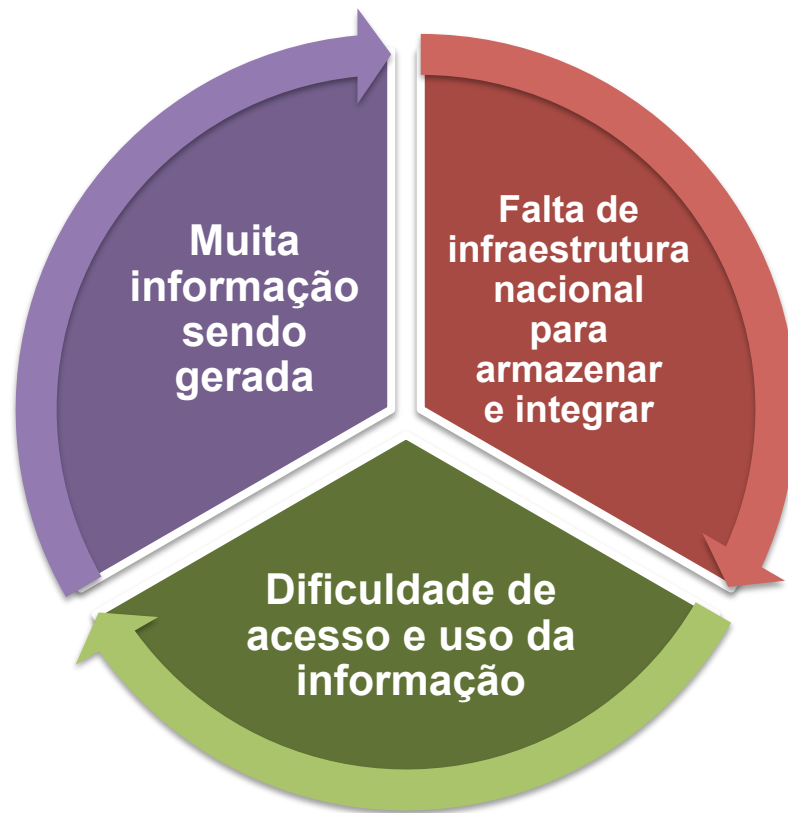 Muita
informação
sendo
gerada
Falta de
infraestrutura
nacional
para
armazenar
e integrar
Dificuldade de
acesso e uso da
informação